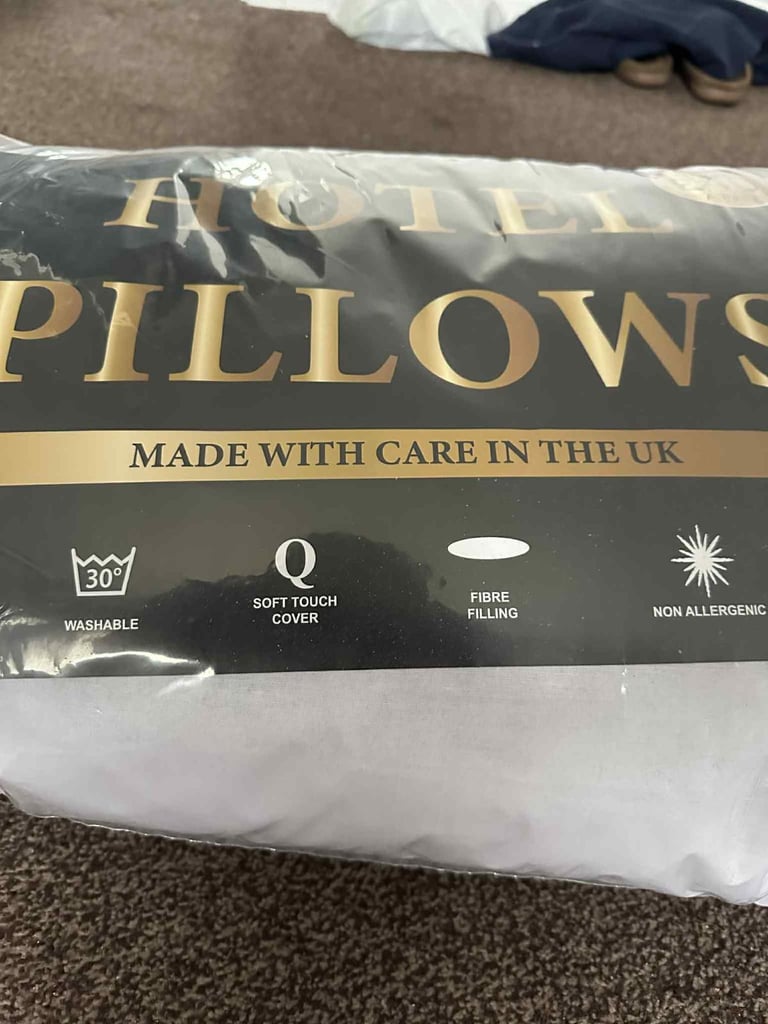 HOTEL
PILLOWS
MADE WITH CARE IN THE UK
30°
WASHABLE
Q
SOFT TOUCH
COVER
FIBRE
FILLING
NON ALLERGENIC